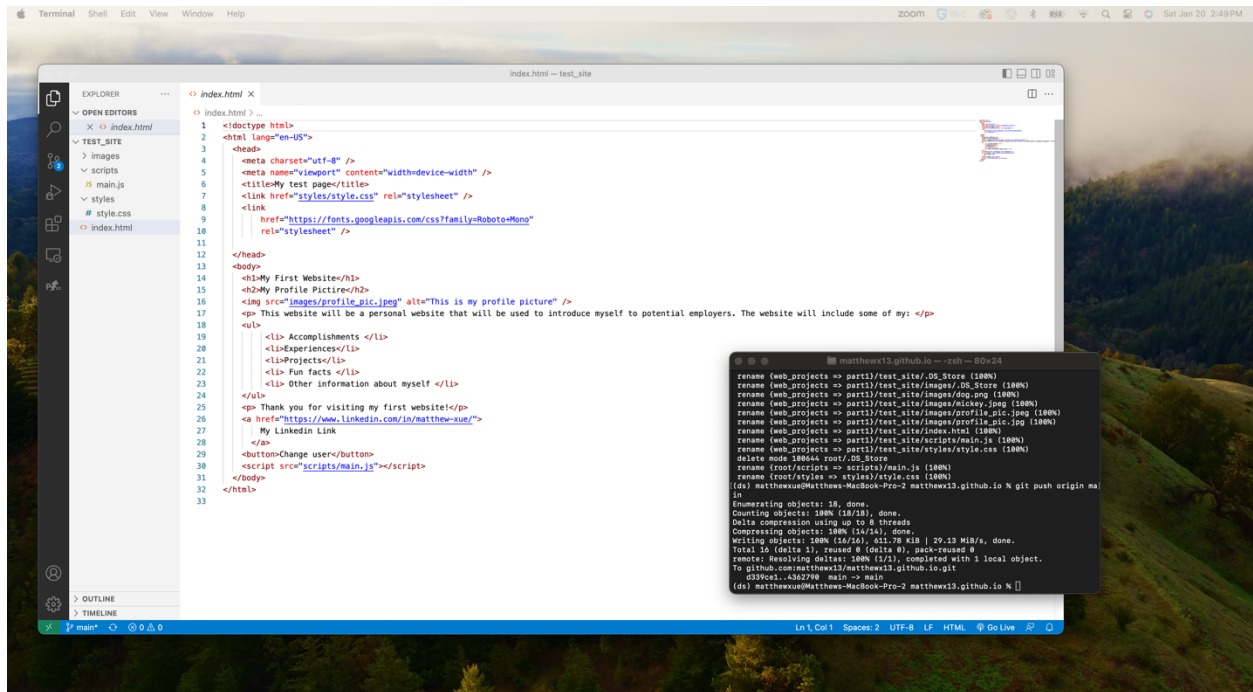 Terminal Shell Edit View Window Help
zoom
Sat Jan 20 2:49 PM
index.html — test_site
EXPLORER
OPEN EDITORS
index.html
TEST_SITE
images
scripts
JS main.js
styles
# style.css
index.html
OUTLINE
TIMELINE
index.html
index.html > ...
1 <!doctype html>
2 <html lang="en-US">
3 <head>
4 <meta charset="utf-8" />
5 <meta name="viewport" content="width=device-width" />
6 <title>My test page</title>
7 <link href="styles/style.css" rel="stylesheet" />
8 <link
9 href="https://fonts.googleapis.com/css?family=Roboto+Mono"
10 rel="stylesheet" />
11
12 </head>
13 <body>
14 <h1>My First Website</h1>
15 <h2>My Profile Pictire</h2>
16 <img src="images/profile_pic.jpeg" alt="This is my profile picture" />
17 <p> This website will be a personal website that will be used to introduce myself to potential employers. The website will include some of my: </p>
18 <ul>
19 <li> Accomplishments </li>
20 <li>Experiences</li>
21 <li>Projects</li>
22 <li> Fun facts </li>
23 <li> Other information about myself </li>
24 </ul>
25 <p> Thank you for visiting my first website!</p>
26 <a href="https://www.linkedin.com/in/matthew-xue/">
27 My Linkedin Link
28 </a>
29 <button>Change user</button>
30 <script src="scripts/main.js"></script>
31 </body>
32 </html>
33
matthewx13.github.io — -zsh — 80×24
rename {web_projects => part1}/test_site/.DS_Store (100%)
rename {web_projects => part1}/test_site/images/.DS_Store (100%)
rename {web_projects => part1}/test_site/images/dog.png (100%)
rename {web_projects => part1}/test_site/images/mickey.jpeg (100%)
rename {web_projects => part1}/test_site/images/profile_pic.jpeg (100%)
rename {web_projects => part1}/test_site/images/profile_pic.jpg (100%)
rename {web_projects => part1}/test_site/index.html (100%)
rename {web_projects => part1}/test_site/scripts/main.js (100%)
rename {web_projects => part1}/test_site/styles/style.css (100%)
delete mode 100644 root/.DS_Store
rename {root/scripts => scripts}/main.js (100%)
rename {root/styles => styles}/style.css (100%)
[(ds) matthewxue@Matthews-MacBook-Pro-2 matthewx13.github.io % git push origin ma]
in
Enumerating objects: 18, done.
Counting objects: 100% (18/18), done.
Delta compression using up to 8 threads
Compressing objects: 100% (14/14), done.
Writing objects: 100% (16/16), 611.78 KiB | 29.13 MiB/s, done.
Total 16 (delta 1), reused 0 (delta 0), pack-reused 0
remote: Resolving deltas: 100% (1/1), completed with 1 local object.
To github.com:matthewx13/matthewx13.github.io.git
d339ce1..4362790 main -> main
(ds) matthewxue@Matthews-MacBook-Pro-2 matthewx13.github.io %
main* 0 0 0
Ln 1, Col 1 Spaces: 2 UTF-8 LF HTML Go Live